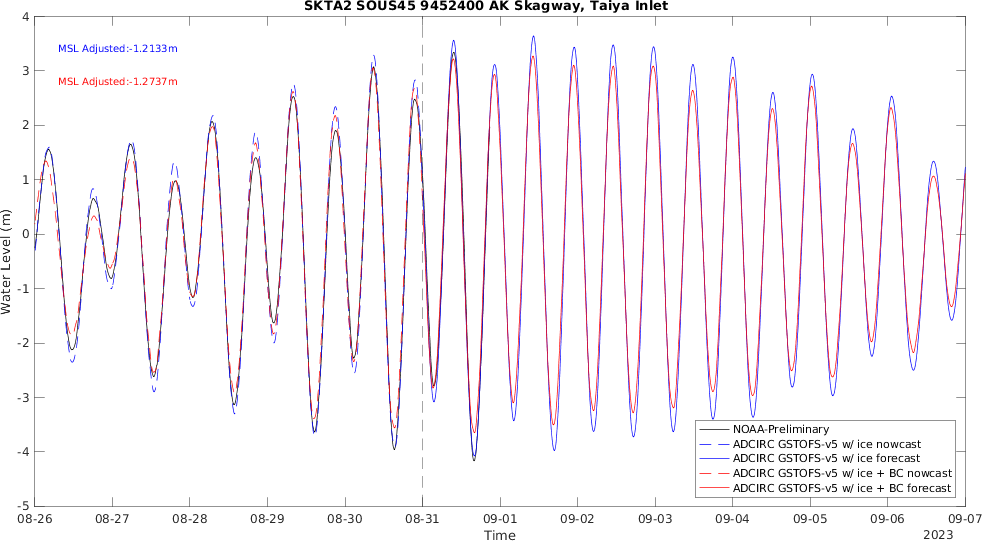 SKTA2 SOUS45 9452400 AK Skagway, Taiya Inlet
MSL Adjusted:-1.2133m
MSL Adjusted:-1.2737m
Water Level (m)
4
3
2
1
0
-1
-2
-3
-4
-5
NOAA-Preliminary
ADCIRC GSTOFS-v5 w/ ice nowcast
ADCIRC GSTOFS-v5 w/ ice forecast
ADCIRC GSTOFS-v5 w/ ice + BC nowcast
ADCIRC GSTOFS-v5 w/ ice + BC forecast
08-26 08-27 08-28 08-29 08-30 08-31 09-01 09-02 09-03 09-04 09-05 09-06 09-07
Time
2023